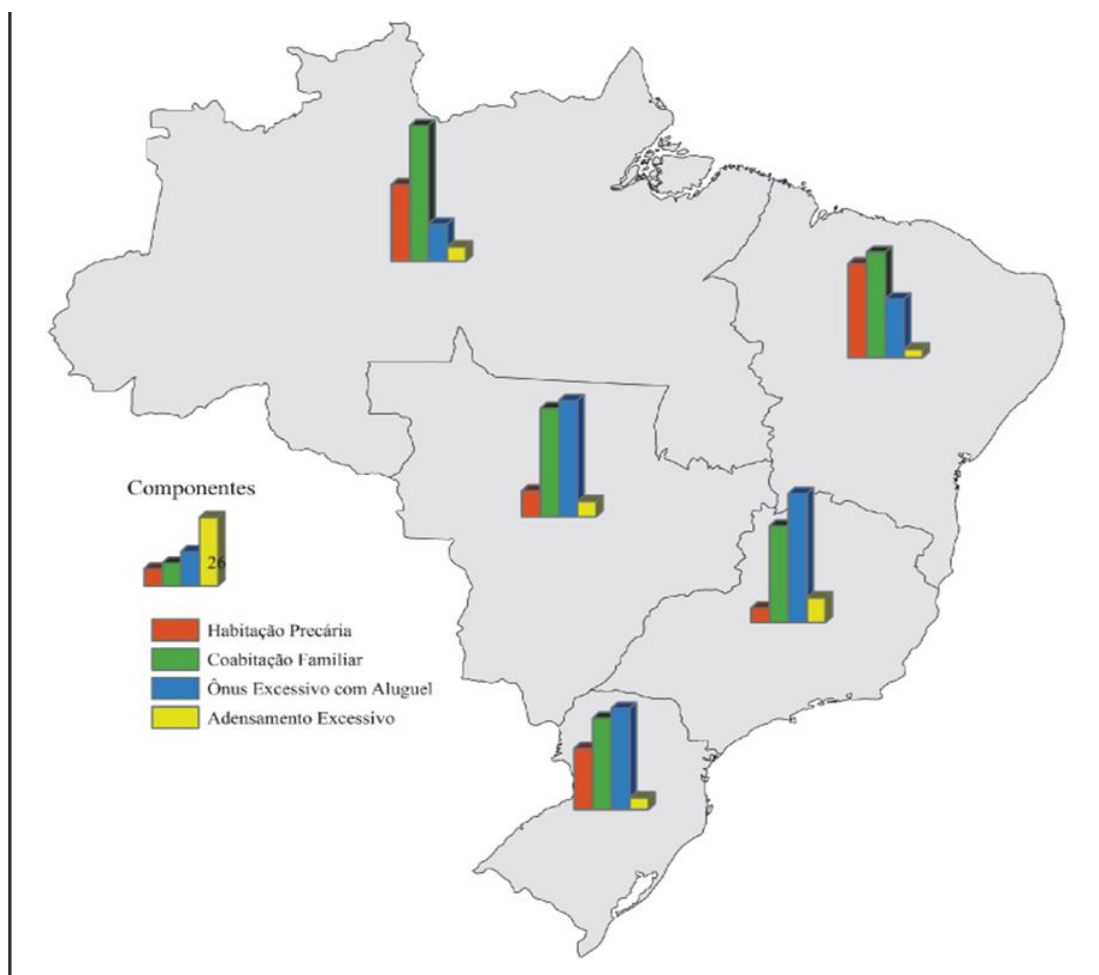 Componentes
26
Habitação Precária
Coabitação Familiar
Ônus Excessivo com Aluguel
Adensamento Excessivo